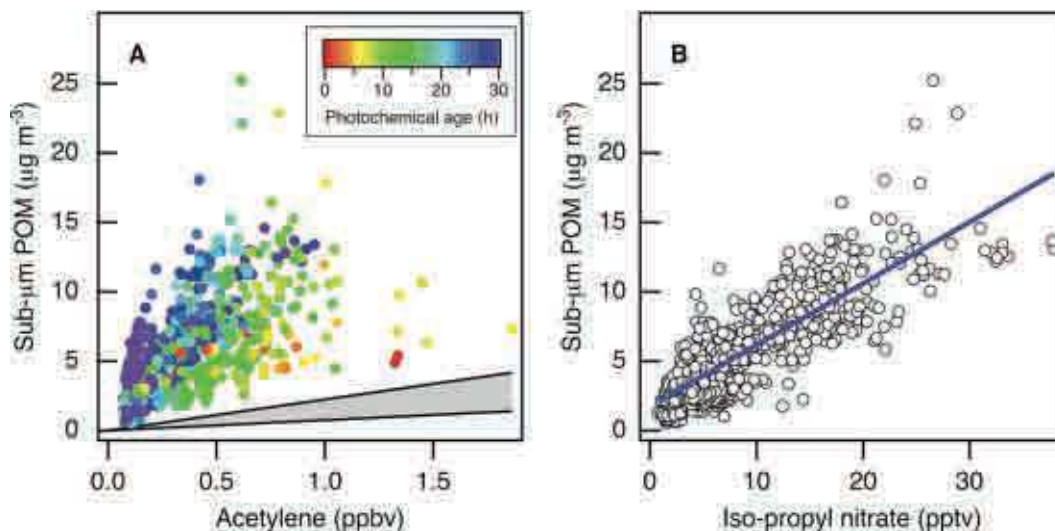 A
0 10 20 30
Photochemical age (h)
25
20
15
10
5
0
Sub-µm POM (µg m-3)
0.0 0.5 1.0 1.5
Acetylene (ppbv)
B
25
20
15
10
5
0
Sub-µm POM (µg m-3)
0 10 20 30
Iso-propyl nitrate (pptv)